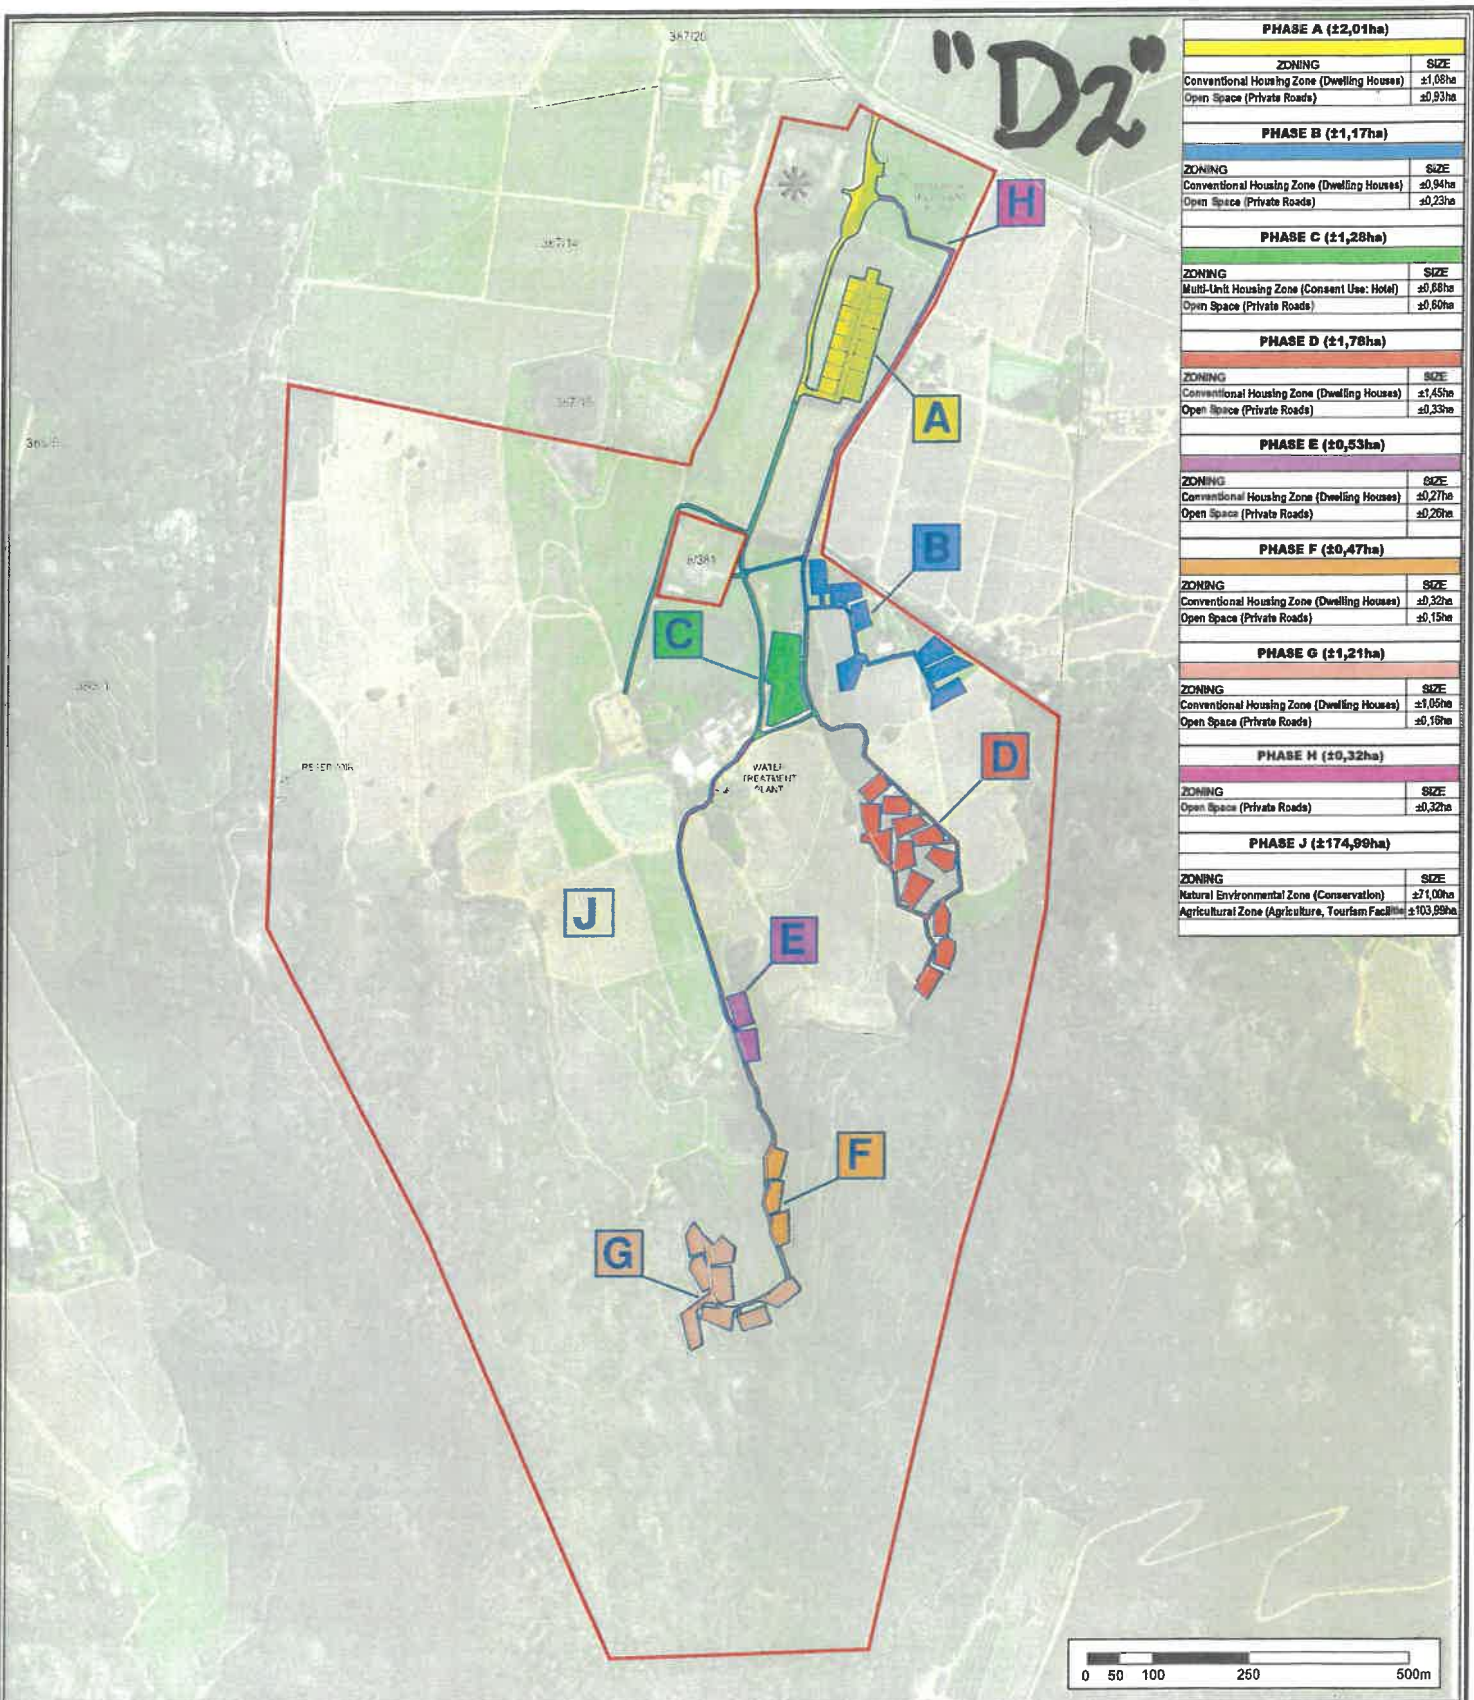 "D2"
387/20
387/14
387/15
6/381
RESERVOIR
WATER
TREATMENT
PLANT
H
A
B
C
D
J
E
F
G
PHASE A (±2,01ha)
ZONING SIZE
Conventional Housing Zone (Dwelling Houses) ±1,08ha
Open Space (Private Roads) ±0,93ha
PHASE B (±1,17ha)
ZONING SIZE
Conventional Housing Zone (Dwelling Houses) ±0,94ha
Open Space (Private Roads) ±0,23ha
PHASE C (±1,28ha)
ZONING SIZE
Multi-Unit Housing Zone (Consent Use: Hotel) ±0,68ha
Open Space (Private Roads) ±0,60ha
PHASE D (±1,78ha)
ZONING SIZE
Conventional Housing Zone (Dwelling Houses) ±1,45ha
Open Space (Private Roads) ±0,33ha
PHASE E (±0,53ha)
ZONING SIZE
Conventional Housing Zone (Dwelling Houses) ±0,27ha
Open Space (Private Roads) ±0,26ha
PHASE F (±0,47ha)
ZONING SIZE
Conventional Housing Zone (Dwelling Houses) ±0,32ha
Open Space (Private Roads) ±0,15ha
PHASE G (±1,21ha)
ZONING SIZE
Conventional Housing Zone (Dwelling Houses) ±1,05ha
Open Space (Private Roads) ±0,16ha
PHASE H (±0,32ha)
ZONING SIZE
Open Space (Private Roads) ±0,32ha
PHASE J (±174,99ha)
ZONING SIZE
Natural Environmental Zone (Conservation) ±71,00ha
Agricultural Zone (Agriculture, Tourism Facilitie ±103,99ha
0 50 100 250 500m